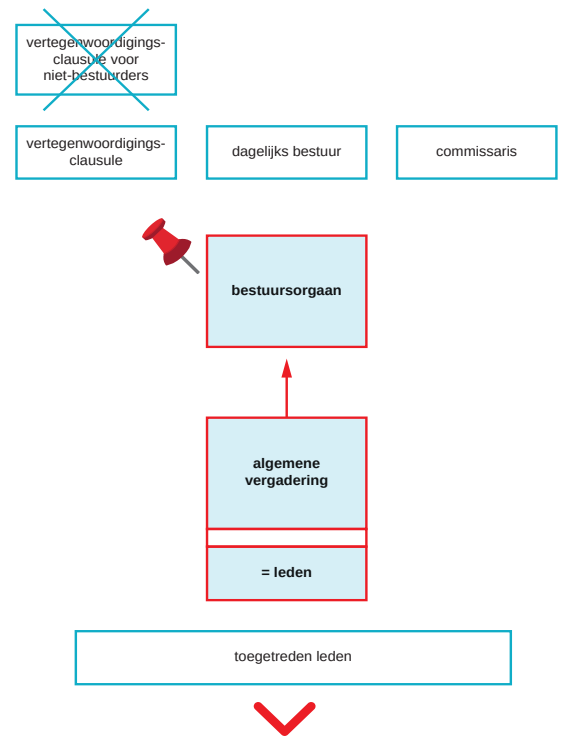 vertegenwoordigings-
clausule voor
niet-bestuurders
vertegenwoordigings-
clausule
dagelijks bestuur
commissaris
bestuursorgaan
algemene
vergadering
= leden
toegetreden leden